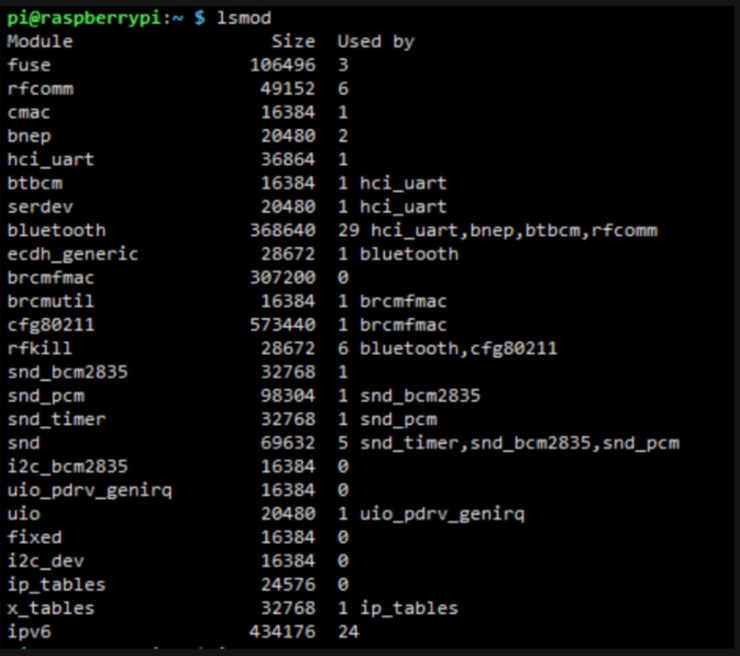 pi@raspberrypi:~ $ lsmod
Module                  Size  Used by
fuse                  106496  3
rfcomm                 49152  6
cmac                   16384  1
bnep                   20480  2
hci_uart               36864  1
btbcm                  16384  1 hci_uart
serdev                 20480  1 hci_uart
bluetooth             368640  29 hci_uart,bnep,btbcm,rfcomm
ecdh_generic           28672  1 bluetooth
brcmfmac              307200  0
brcmutil               16384  1 brcmfmac
cfg80211              573440  1 brcmfmac
rfkill                 28672  6 bluetooth,cfg80211
snd_bcm2835            32768  1
snd_pcm                98304  1 snd_bcm2835
snd_timer              32768  1 snd_pcm
snd                    69632  5 snd_timer,snd_bcm2835,snd_pcm
i2c_bcm2835            16384  0
uio_pdrv_genirq        16384  0
uio                    20480  1 uio_pdrv_genirq
fixed                  16384  0
i2c_dev                16384  0
ip_tables              24576  0
x_tables               32768  1 ip_tables
ipv6                  434176  24